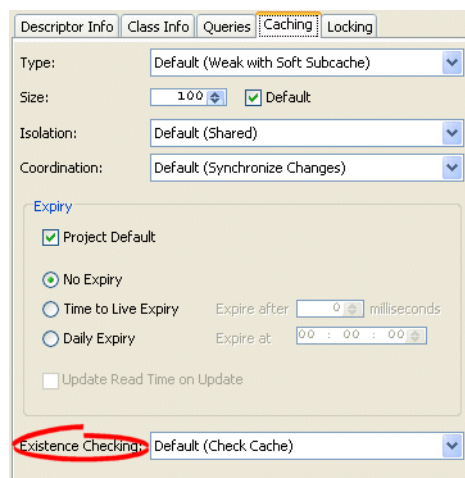 Descriptor Info Class Info Queries Caching Locking
Type: Default (Weak with Soft Subcache)
Size: 100 Default
Isolation: Default (Shared)
Coordination: Default (Synchronize Changes)
Expiry
Project Default
No Expiry
Time to Live Expiry Expire after 0 milliseconds
Daily Expiry Expire at 00 : 00 : 00
Update Read Time on Update
Existence Checking: Default (Check Cache)